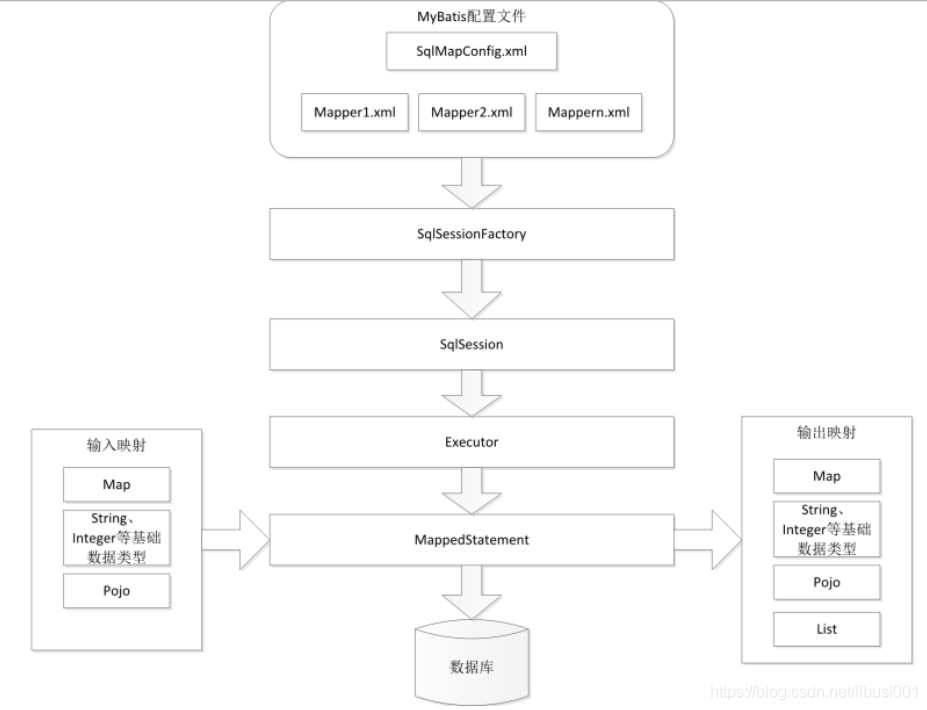 MyBatis配置文件
SqlMapConfig.xml
Mapper1.xml
Mapper2.xml
Mappern.xml
SqlSessionFactory
SqlSession
Executor
输入映射
Map
String、
Integer等基础
数据类型
Pojo
MappedStatement
输出映射
Map
String、
Integer等基础
数据类型
Pojo
List
数据库
https://blog.csdn.net/libusi001